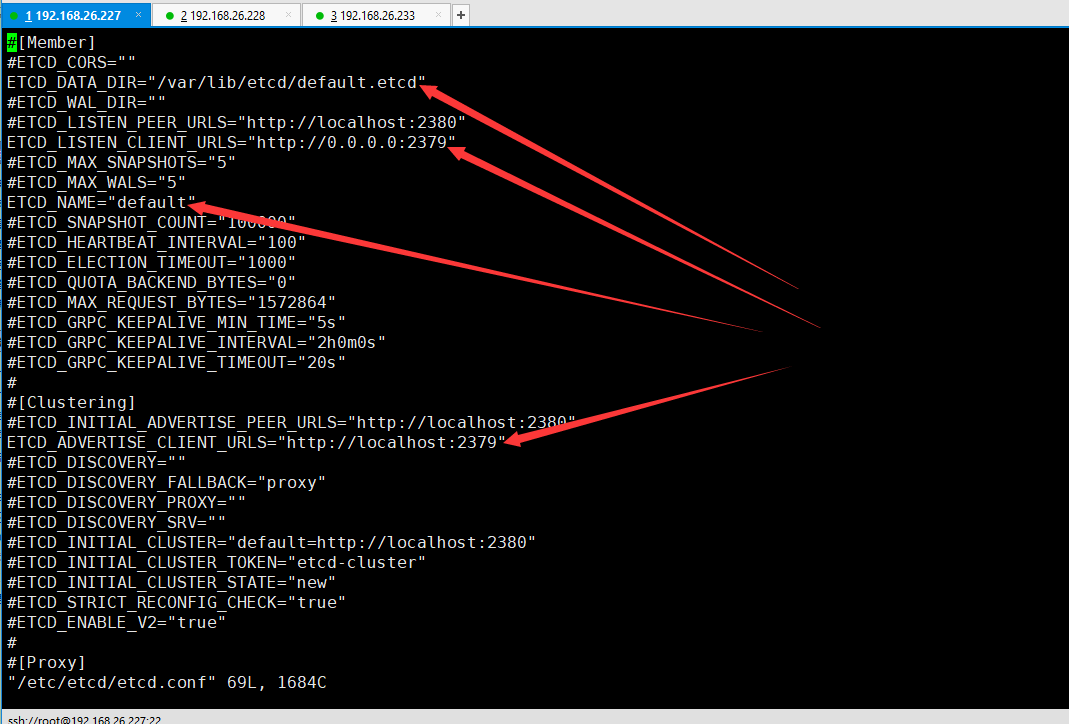 1 192.168.26.227 × 2 192.168.26.228 × 3 192.168.26.233 × +
#[Member]
#ETCD_CORS=""
ETCD_DATA_DIR="/var/lib/etcd/default.etcd"
#ETCD_WAL_DIR=""
#ETCD_LISTEN_PEER_URLS="http://localhost:2380"
ETCD_LISTEN_CLIENT_URLS="http://0.0.0.0:2379"
#ETCD_MAX_SNAPSHOTS="5"
#ETCD_MAX_WALS="5"
ETCD_NAME="default"
#ETCD_SNAPSHOT_COUNT="100000"
#ETCD_HEARTBEAT_INTERVAL="100"
#ETCD_ELECTION_TIMEOUT="1000"
#ETCD_QUOTA_BACKEND_BYTES="0"
#ETCD_MAX_REQUEST_BYTES="1572864"
#ETCD_GRPC_KEEPALIVE_MIN_TIME="5s"
#ETCD_GRPC_KEEPALIVE_INTERVAL="2h0m0s"
#ETCD_GRPC_KEEPALIVE_TIMEOUT="20s"
#
#[Clustering]
#ETCD_INITIAL_ADVERTISE_PEER_URLS="http://localhost:2380"
ETCD_ADVERTISE_CLIENT_URLS="http://localhost:2379"
#ETCD_DISCOVERY=""
#ETCD_DISCOVERY_FALLBACK="proxy"
#ETCD_DISCOVERY_PROXY=""
#ETCD_DISCOVERY_SRV=""
#ETCD_INITIAL_CLUSTER="default=http://localhost:2380"
#ETCD_INITIAL_CLUSTER_TOKEN="etcd-cluster"
#ETCD_INITIAL_CLUSTER_STATE="new"
#ETCD_STRICT_RECONFIG_CHECK="true"
#ETCD_ENABLE_V2="true"
#
#[Proxy]
"/etc/etcd/etcd.conf" 69L, 1684C
ssh://root@192.168.26.227:22